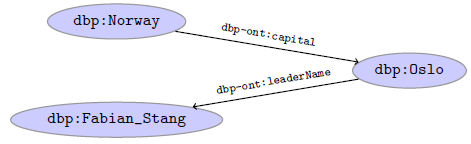 dbp:Norway
dbp-ont:capital
dbp:Oslo
dbp-ont:leaderName
dbp:Fabian_Stang